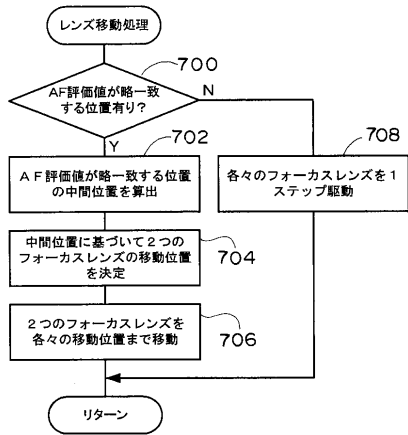 レンズ移動処理
700
AF評価値が略一致
する位置有り?
N
Y
702
708
AF評価値が略一致する位置
の中間位置を算出
各々のフォーカスレンズを1
ステップ駆動
中間位置に基づいて2つの
フォーカスレンズの移動位置
を決定
704
2つのフォーカスレンズを
各々の移動位置まで移動
706
リターン